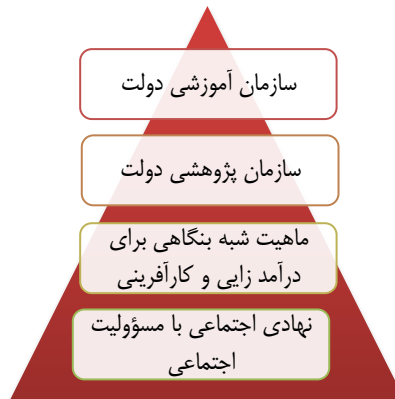 سازمان آموزشی دولت
سازمان پژوهشی دولت
ماهیت شبه بنگاهی برای
درآمد زایی و کارآفرینی
نهادی اجتماعی با مسؤولیت
اجتماعی